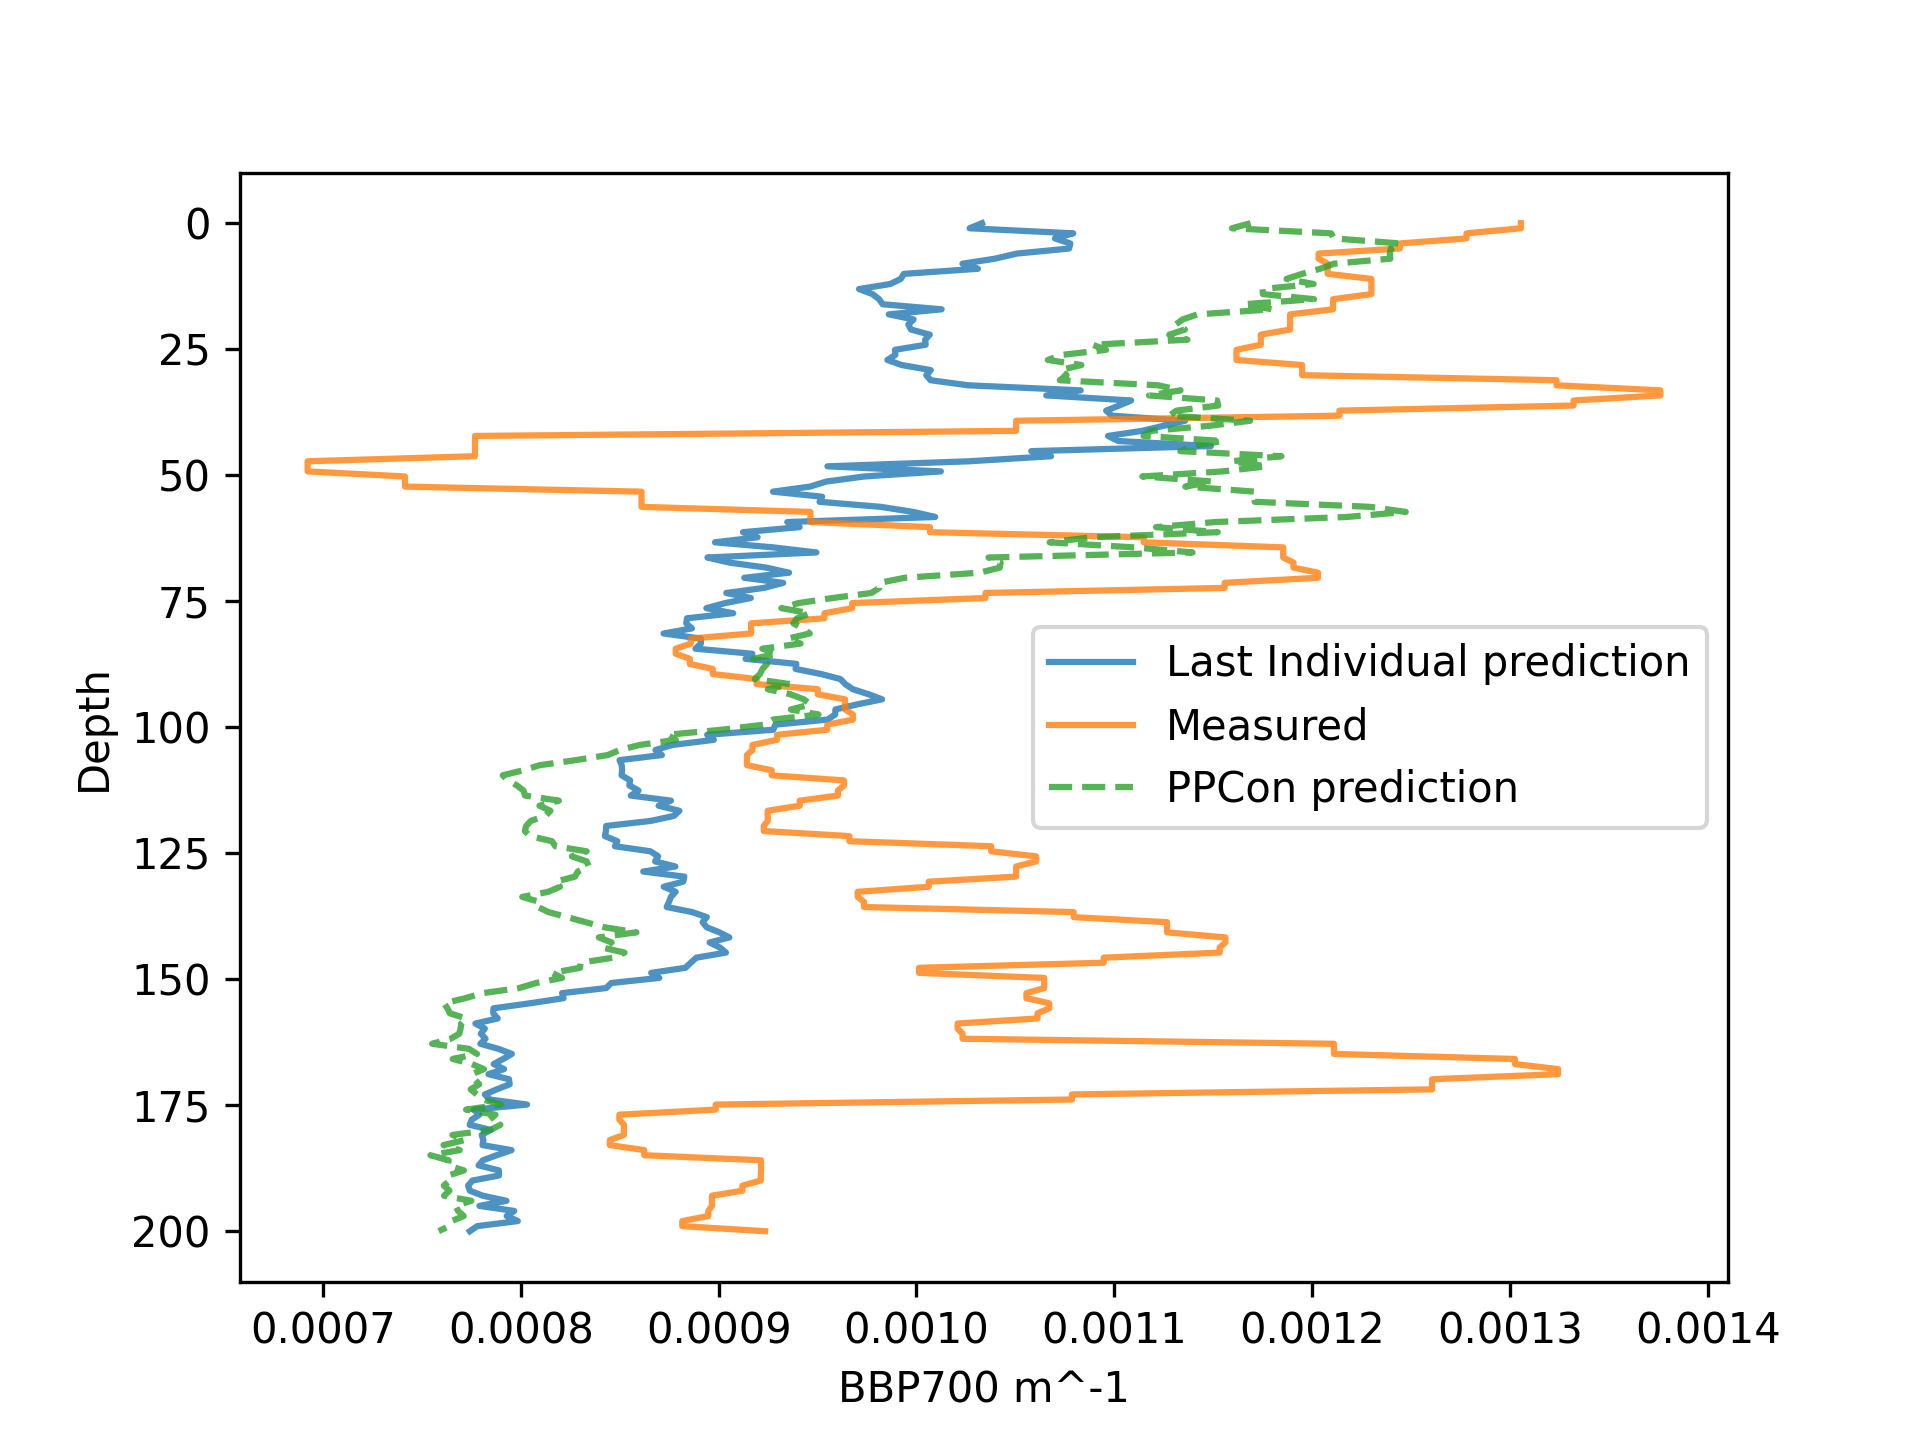 0
25
50
75
100
125
150
175
200
Depth
Last Individual prediction
Measured
PPCon prediction
0.0007 0.0008 0.0009 0.0010 0.0011 0.0012 0.0013 0.0014
BBP700 m^-1